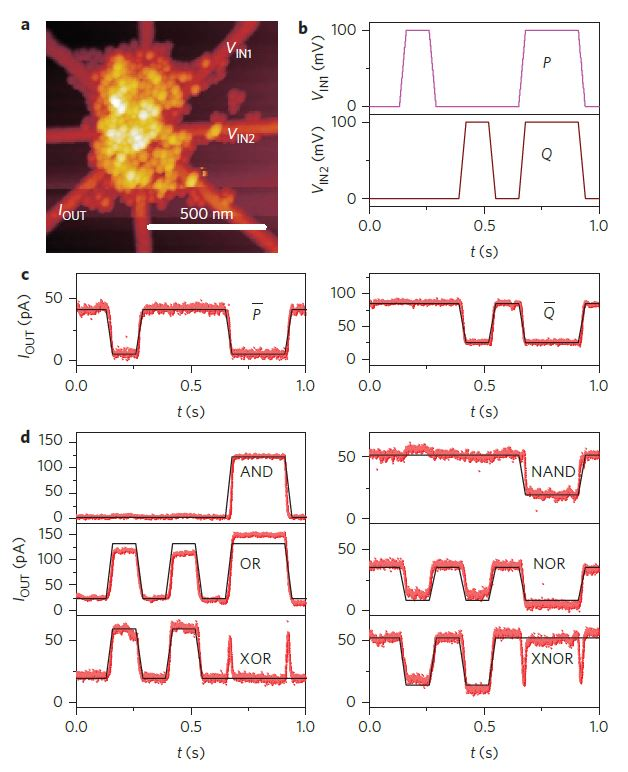 a
V_IN1
V_IN2
I_OUT
500 nm
b
V_IN1 (mV)
100
0
P
V_IN2 (mV)
100
0
Q
0.0 0.5 1.0
t (s)
c
I_OUT (pA)
50
0
P̅
0.0 0.5 1.0
t (s)
100
50
0
Q̅
0.0 0.5 1.0
t (s)
d
I_OUT (pA)
150
100
50
0
AND
150
100
50
0
OR
50
0
XOR
0.0 0.5 1.0
t (s)
50
0
NAND
50
0
NOR
50
0
XNOR
0.0 0.5 1.0
t (s)